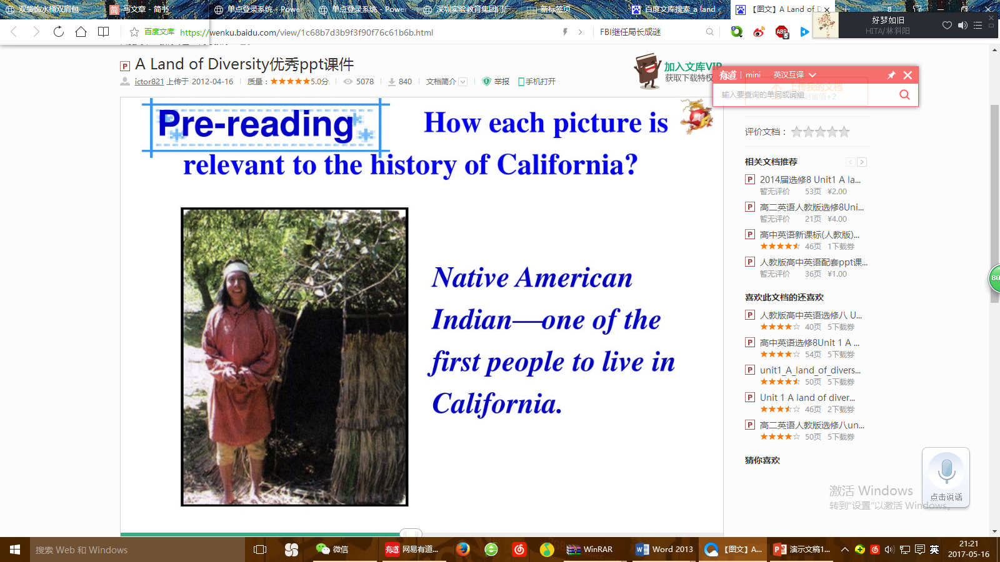 双袋饰水桶双肩包
写文章 - 简书
单点登录系统 - Powe
单点登录系统 - Powe
深圳实验教育集团门户
新标签页
百度文库搜索_a land
【图文】A Land of D
百度文库
https://wenku.baidu.com/view/1c68b7d3b9f3f90f76c61b6b.html
FBI继任局长成谜
ABP
5
好梦如旧
HITA/林斜阳
P A Land of Diversity优秀ppt课件
ictor821 上传于 2012-04-16
质量：
5.0分
5078
840
文档简介
举报
手机打开
加入文库VIP
获取下载特权
有道 mini 英汉互译
输入要查询的单词或词组
上传我的文档
财富值+2
Pre-reading
How each picture is
relevant to the history of California?
Native American
Indian—one of the
first people to live in
California.
评价文档：
相关文档推荐
P 2014届选修8 Unit1 A la...
暂无评价 53页 ¥2.00
P 高二英语人教版选修8Uni...
暂无评价 21页 ¥4.00
P 高中英语新课标(人教版)...
46页 1下载券
P 人教版高中英语配套ppt课...
暂无评价 36页 ¥1.00
喜欢此文档的还喜欢
P 人教版高中英语选修八 U...
40页 5下载券
P 高中英语选修8Unit 1 A ...
54页 5下载券
P unit1_A_land_of_divers...
50页 5下载券
P Unit 1 A land of diver...
46页 2下载券
P 高二英语人教版选修八un...
50页 5下载券
猜你喜欢
80
点击说话
激活 Windows
转到“设置”以激活 Windows。
搜索 Web 和 Windows
微信
有道 网易有道...
WinRAR
Word 2013
【图文】A...
演示文稿1...
英
21:21
2017-05-16